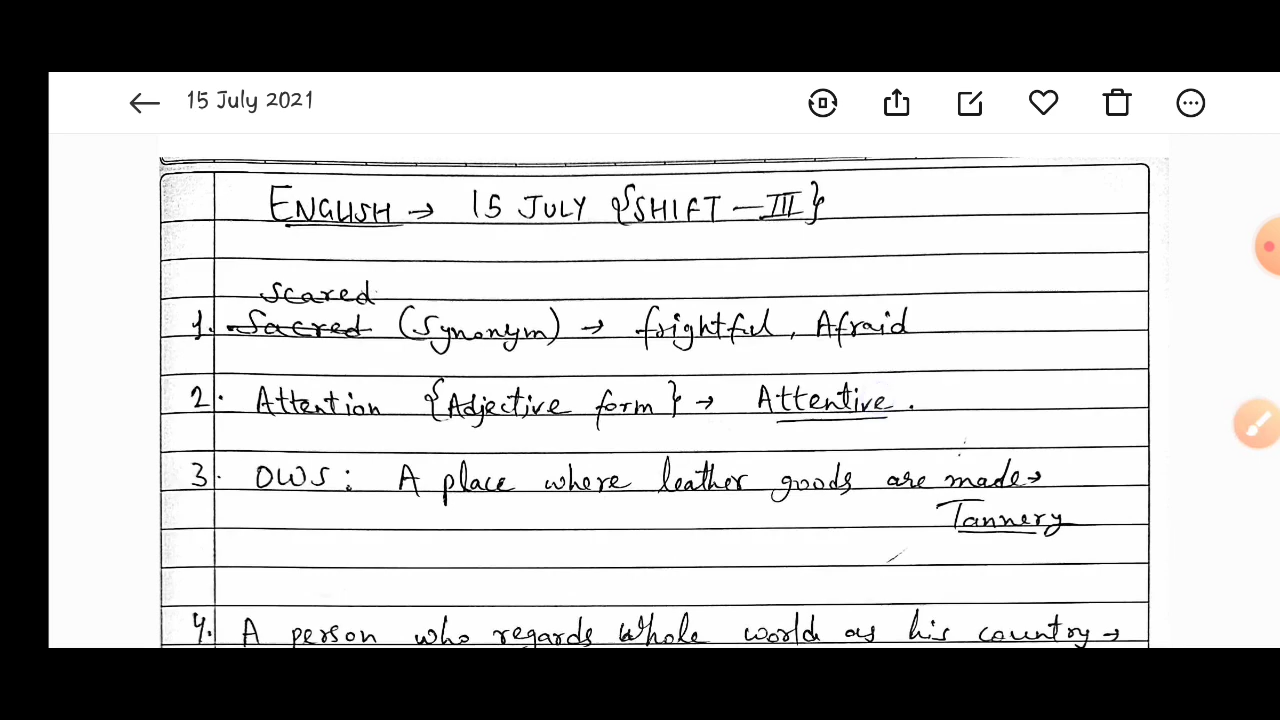 15 July 2021
ENGLISH → 15 JULY {SHIFT - III}
Scared
1. Sacred (Synonym) → frightful, Afraid
2. Attention {Adjective form} → Attentive.
3. OWS: A place where leather goods are made→
Tannery
4. A person who regards whole world as his country →